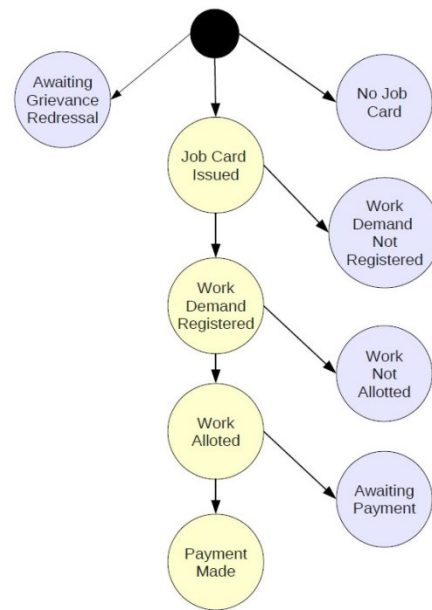 Awaiting
Grievance
Redressal
No Job
Card
Job Card
Issued
Work
Demand
Not
Registered
Work
Demand
Registered
Work
Not
Allotted
Work
Alloted
Awaiting
Payment
Payment
Made